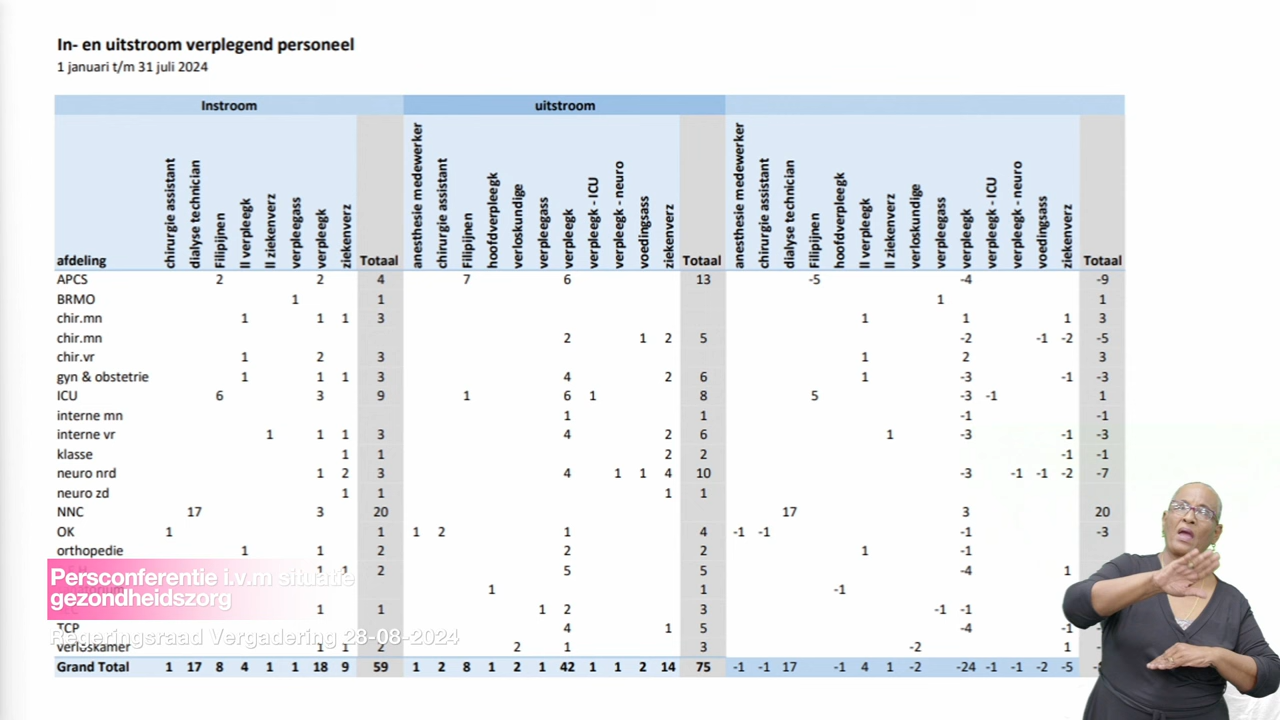 In- en uitstroom verplegend personeel
1 januari t/m 31 juli 2024
Instroom uitstroom
afdeling chirurgie assistant dialyse technician Filipijnen ll verpleegk ll ziekenverz verpleegass verpleegk ziekenverz Totaal anesthesie medewerker chirurgie assistant Filipijnen hoofdverpleegk verloskundige verpleegass verpleegk verpleegk - ICU verpleegk - neuro voedingsass ziekenverz Totaal anesthesie medewerker chirurgie assistant dialyse technician Filipijnen hoofdverpleegk ll verpleegk ll ziekenverz verloskundige verpleegass verpleegk verpleegk - ICU verpleegk - neuro voedingsass ziekenverz Totaal
APCS 2 2 4 7 6 13 -5 -4 -9
BRMO 1 1 1 1
chir.mn 1 1 1 3 1 1 1 3
chir.mn 2 1 2 5 -2 -1 -2 -5
chir.vr 1 2 3 1 2 3
gyn & obstetrie 1 1 1 3 4 2 6 1 -3 -1 -3
ICU 6 3 9 1 6 1 8 5 -3 -1 1
interne mn 1 1 -1 -1
interne vr 1 1 1 3 4 2 6 1 -3 -1 -3
klasse 1 1 2 2 -1 -1
neuro nrd 1 2 3 4 1 1 4 10 -3 -1 -1 -2 -7
neuro zd 1 1 1 1
NNC 17 3 20 17 3 20
OK 1 1 1 2 1 4 -1 -1 -1 -3
orthopedie 1 1 2 2 2 1 -1
1 1 2 5 5 -4 1
1 1 -1
1 1 1 2 3 -1 -1
TCP 4 1 5 -4 -1
verloskamer 1 1 2 2 1 3 -2 1
Grand Total 1 17 8 4 1 1 18 9 59 1 2 8 1 2 1 42 1 1 2 14 75 -1 -1 17 -1 4 1 -2 -24 -1 -1 -2 -5
Persconferentie i.v.m situatie
gezondheidszorg
Regeringsraad Vergadering 28-08-2024